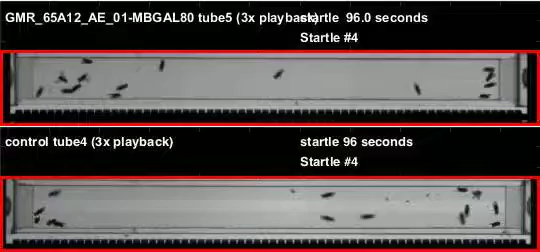 GMR_65A12_AE_01-MBGAL80 tube5 (3x playback)
startle 96.0 seconds
Startle #4
control tube4 (3x playback)
startle 96 seconds
Startle #4